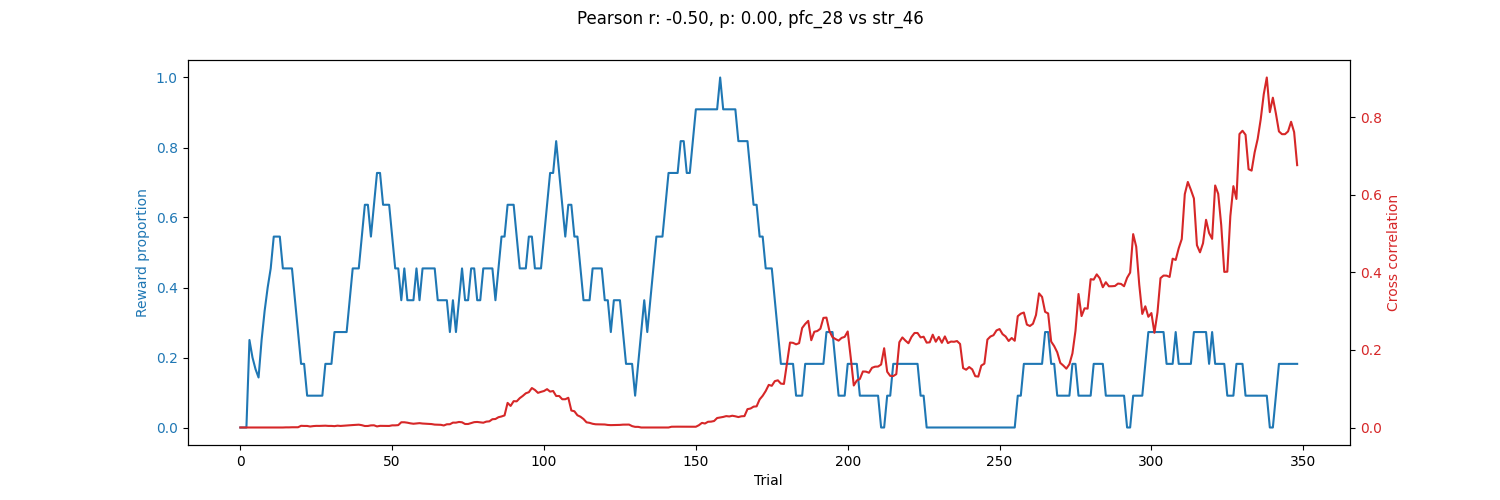 Pearson r: -0.50, p: 0.00, pfc_28 vs str_46
1.0
0.8
0.6
0.4
0.2
0.0
Reward proportion
0.8
0.6
0.4
0.2
0.0
Cross correlation
0 50 100 150 200 250 300 350
Trial